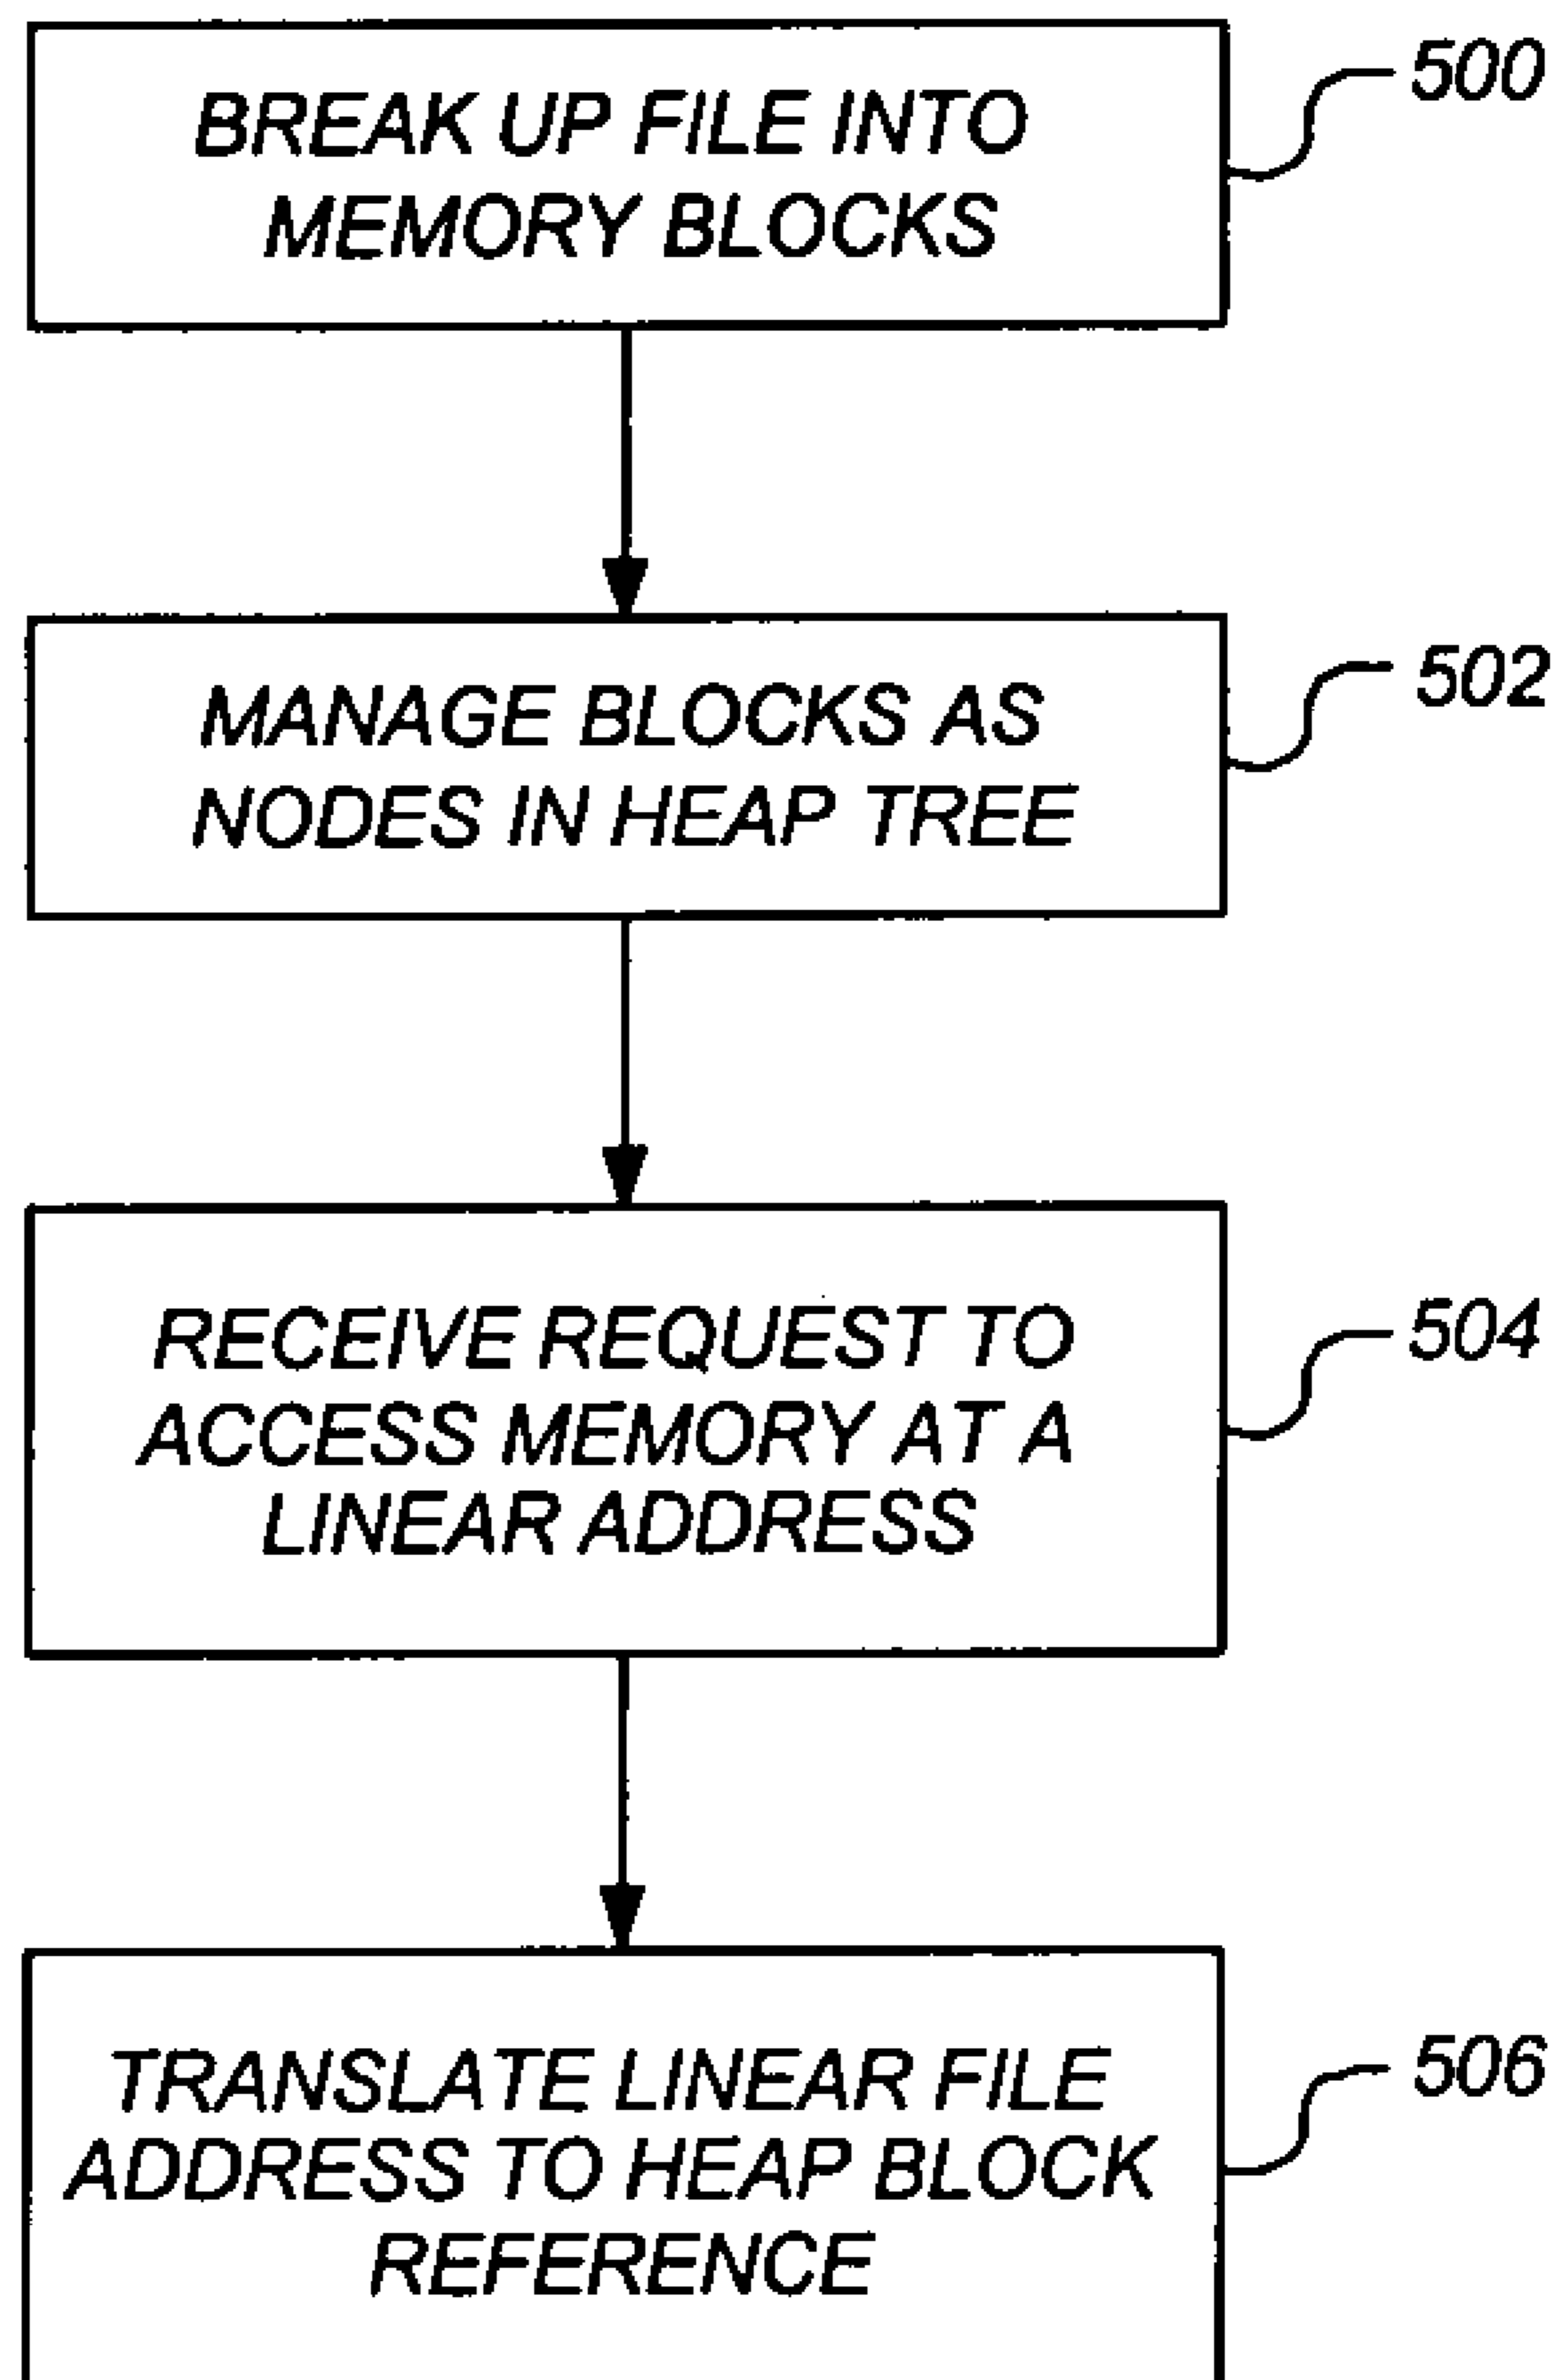 BREAK UP FILE INTO
MEMORY BLOCKS
500
MANAGE BLOCKS AS
NODES IN HEAP TREE
502
RECEIVE REQUEST TO
ACCESS MEMORY AT A
LINEAR ADDRESS
504
TRANSLATE LINEAR FILE
ADDRESS TO HEAP BLOCK
REFERENCE
506